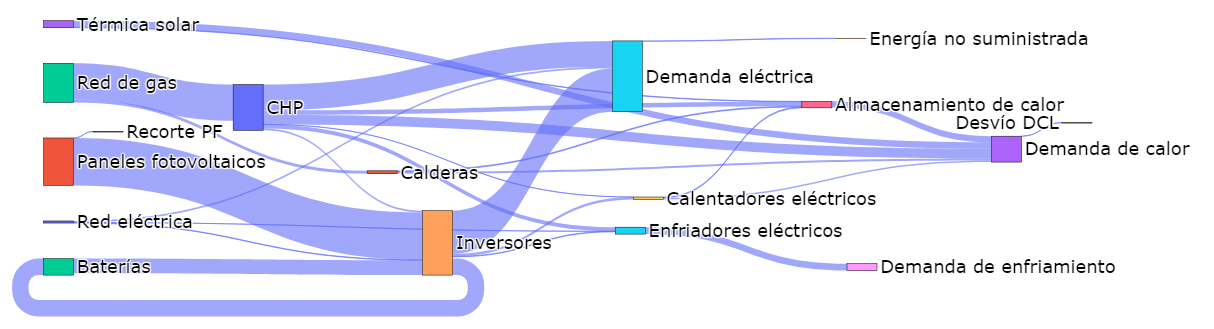 Térmica solar
Energía no suministrada
Red de gas
Demanda eléctrica
CHP
Almacenamiento de calor
Desvío DCL
Recorte PF
Demanda de calor
Paneles fotovoltaicos
Calderas
Calentadores eléctricos
Red eléctrica
Enfriadores eléctricos
Inversores
Baterías
Demanda de enfriamiento